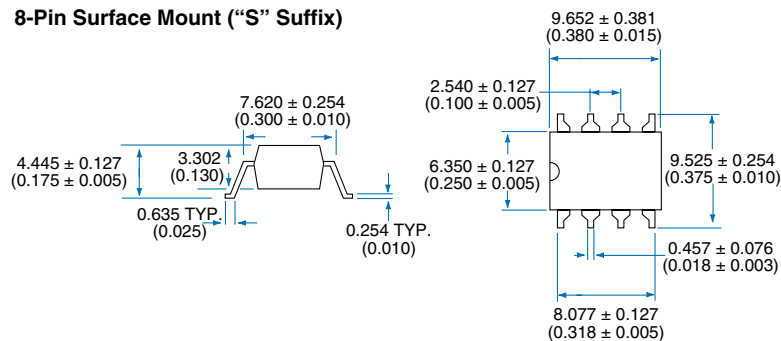 8-Pin Surface Mount (“S” Suffix)
9.652 ± 0.381
(0.380 ± 0.015)
2.540 ± 0.127
(0.100 ± 0.005)
7.620 ± 0.254
(0.300 ± 0.010)
4.445 ± 0.127
(0.175 ± 0.005)
3.302
(0.130)
6.350 ± 0.127
(0.250 ± 0.005)
9.525 ± 0.254
(0.375 ± 0.010)
0.635 TYP.
(0.025)
0.254 TYP.
(0.010)
0.457 ± 0.076
(0.018 ± 0.003)
8.077 ± 0.127
(0.318 ± 0.005)